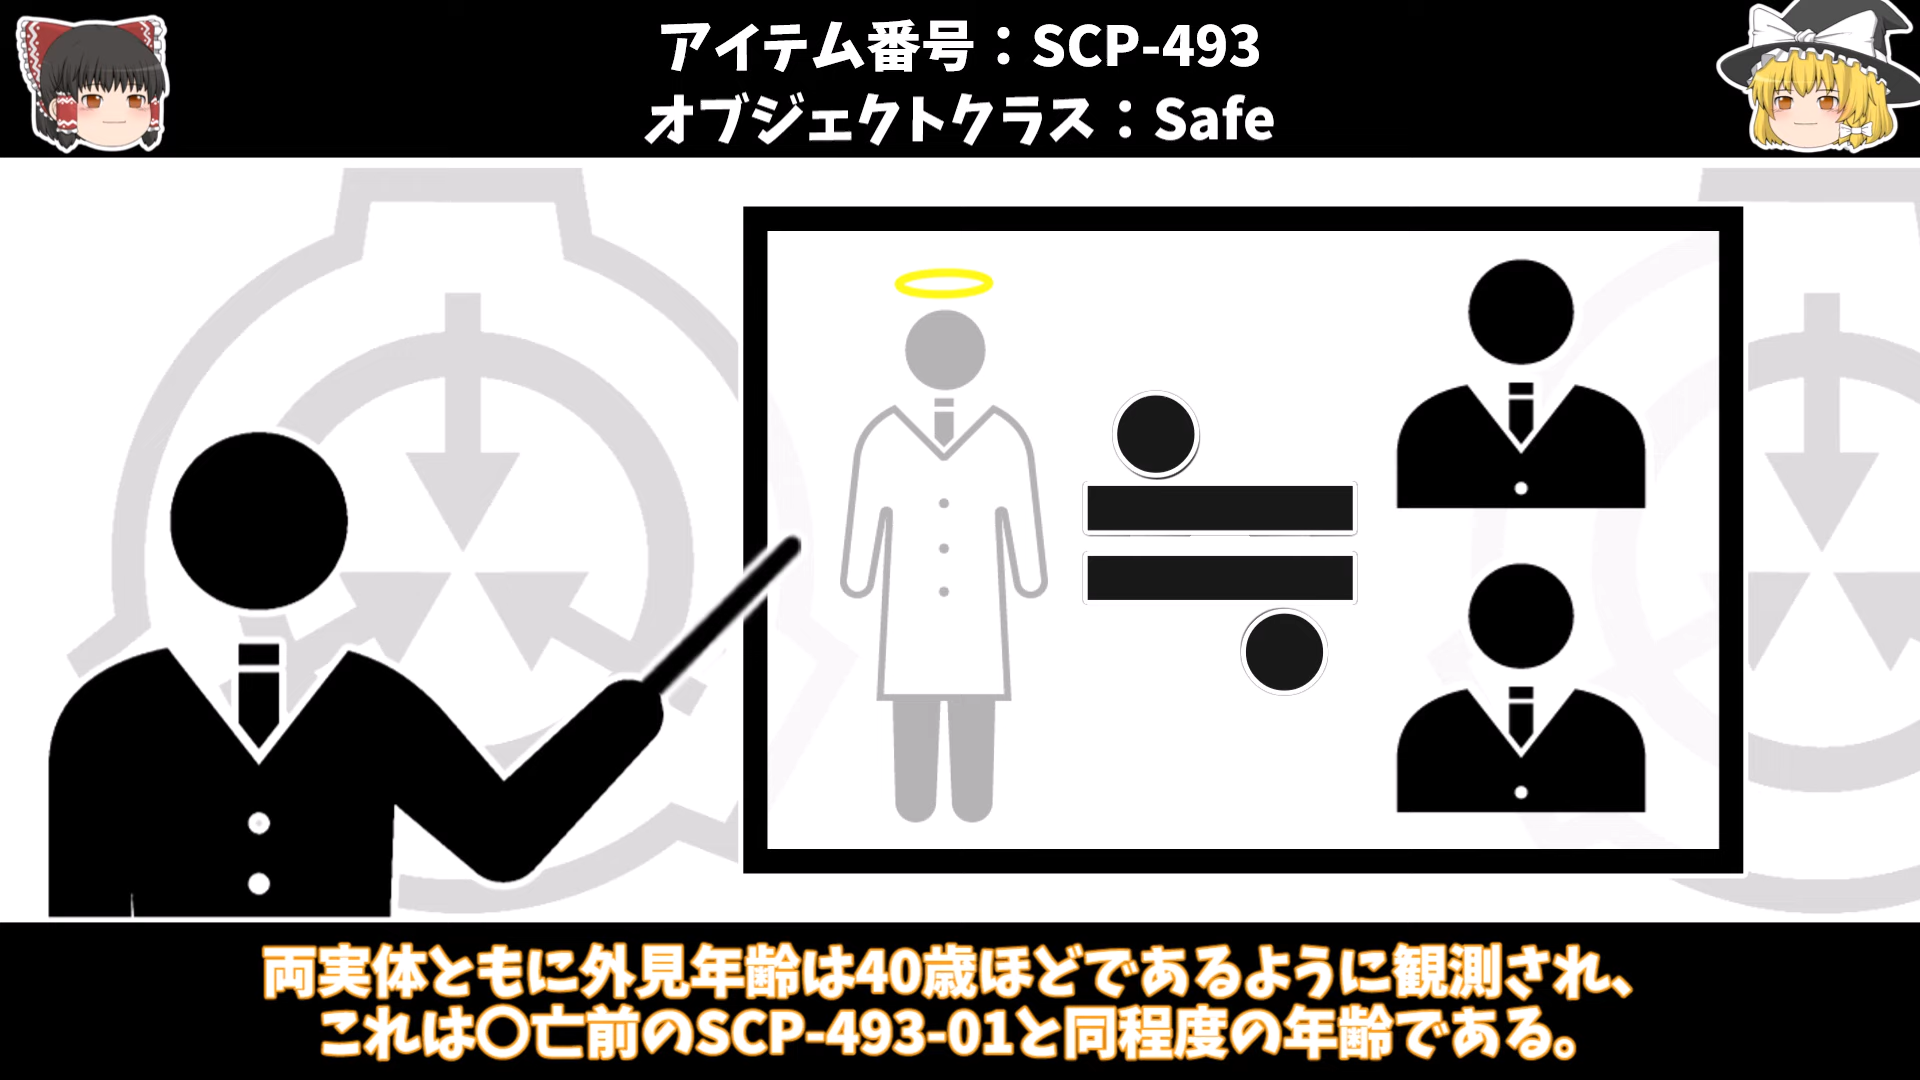 アイテム番号：SCP-493
オブジェクトクラス：Safe
両実体ともに外見年齢は40歳ほどであるように観測され、
これは〇亡前のSCP-493-01と同程度の年齢である。